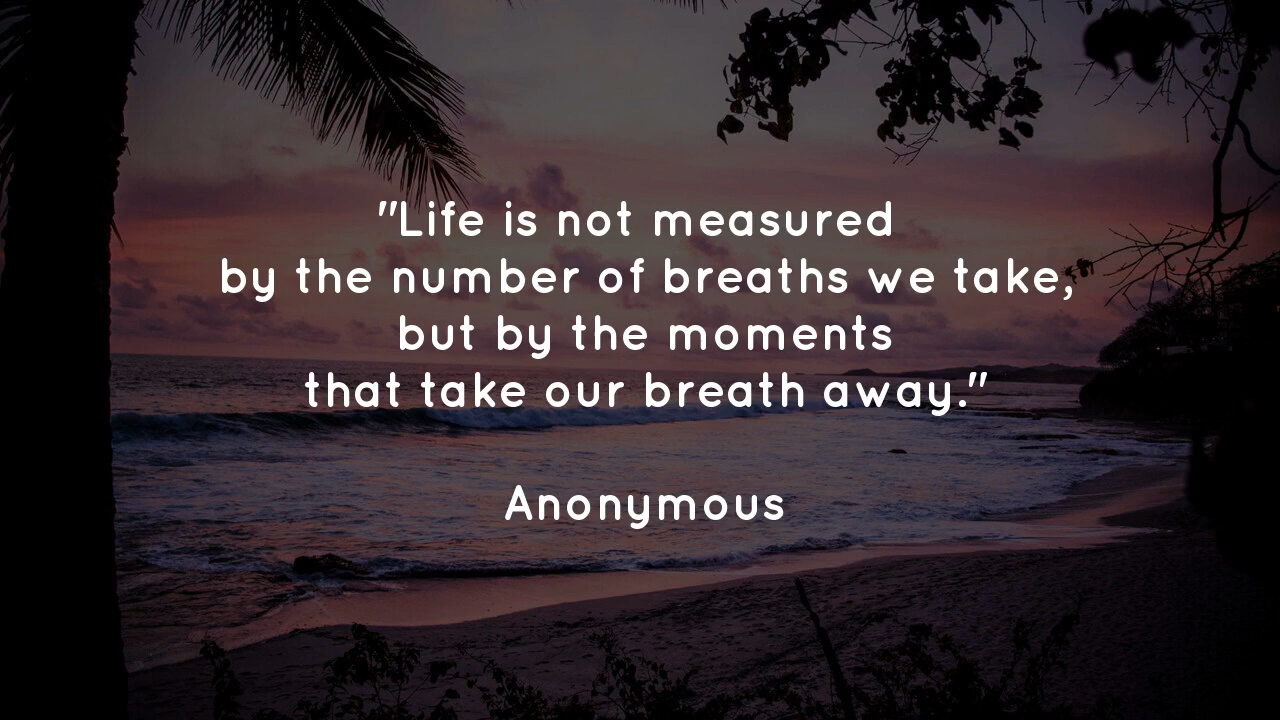 "Life is not measured
by the number of breaths we take,
but by the moments
that take our breath away."
Anonymous